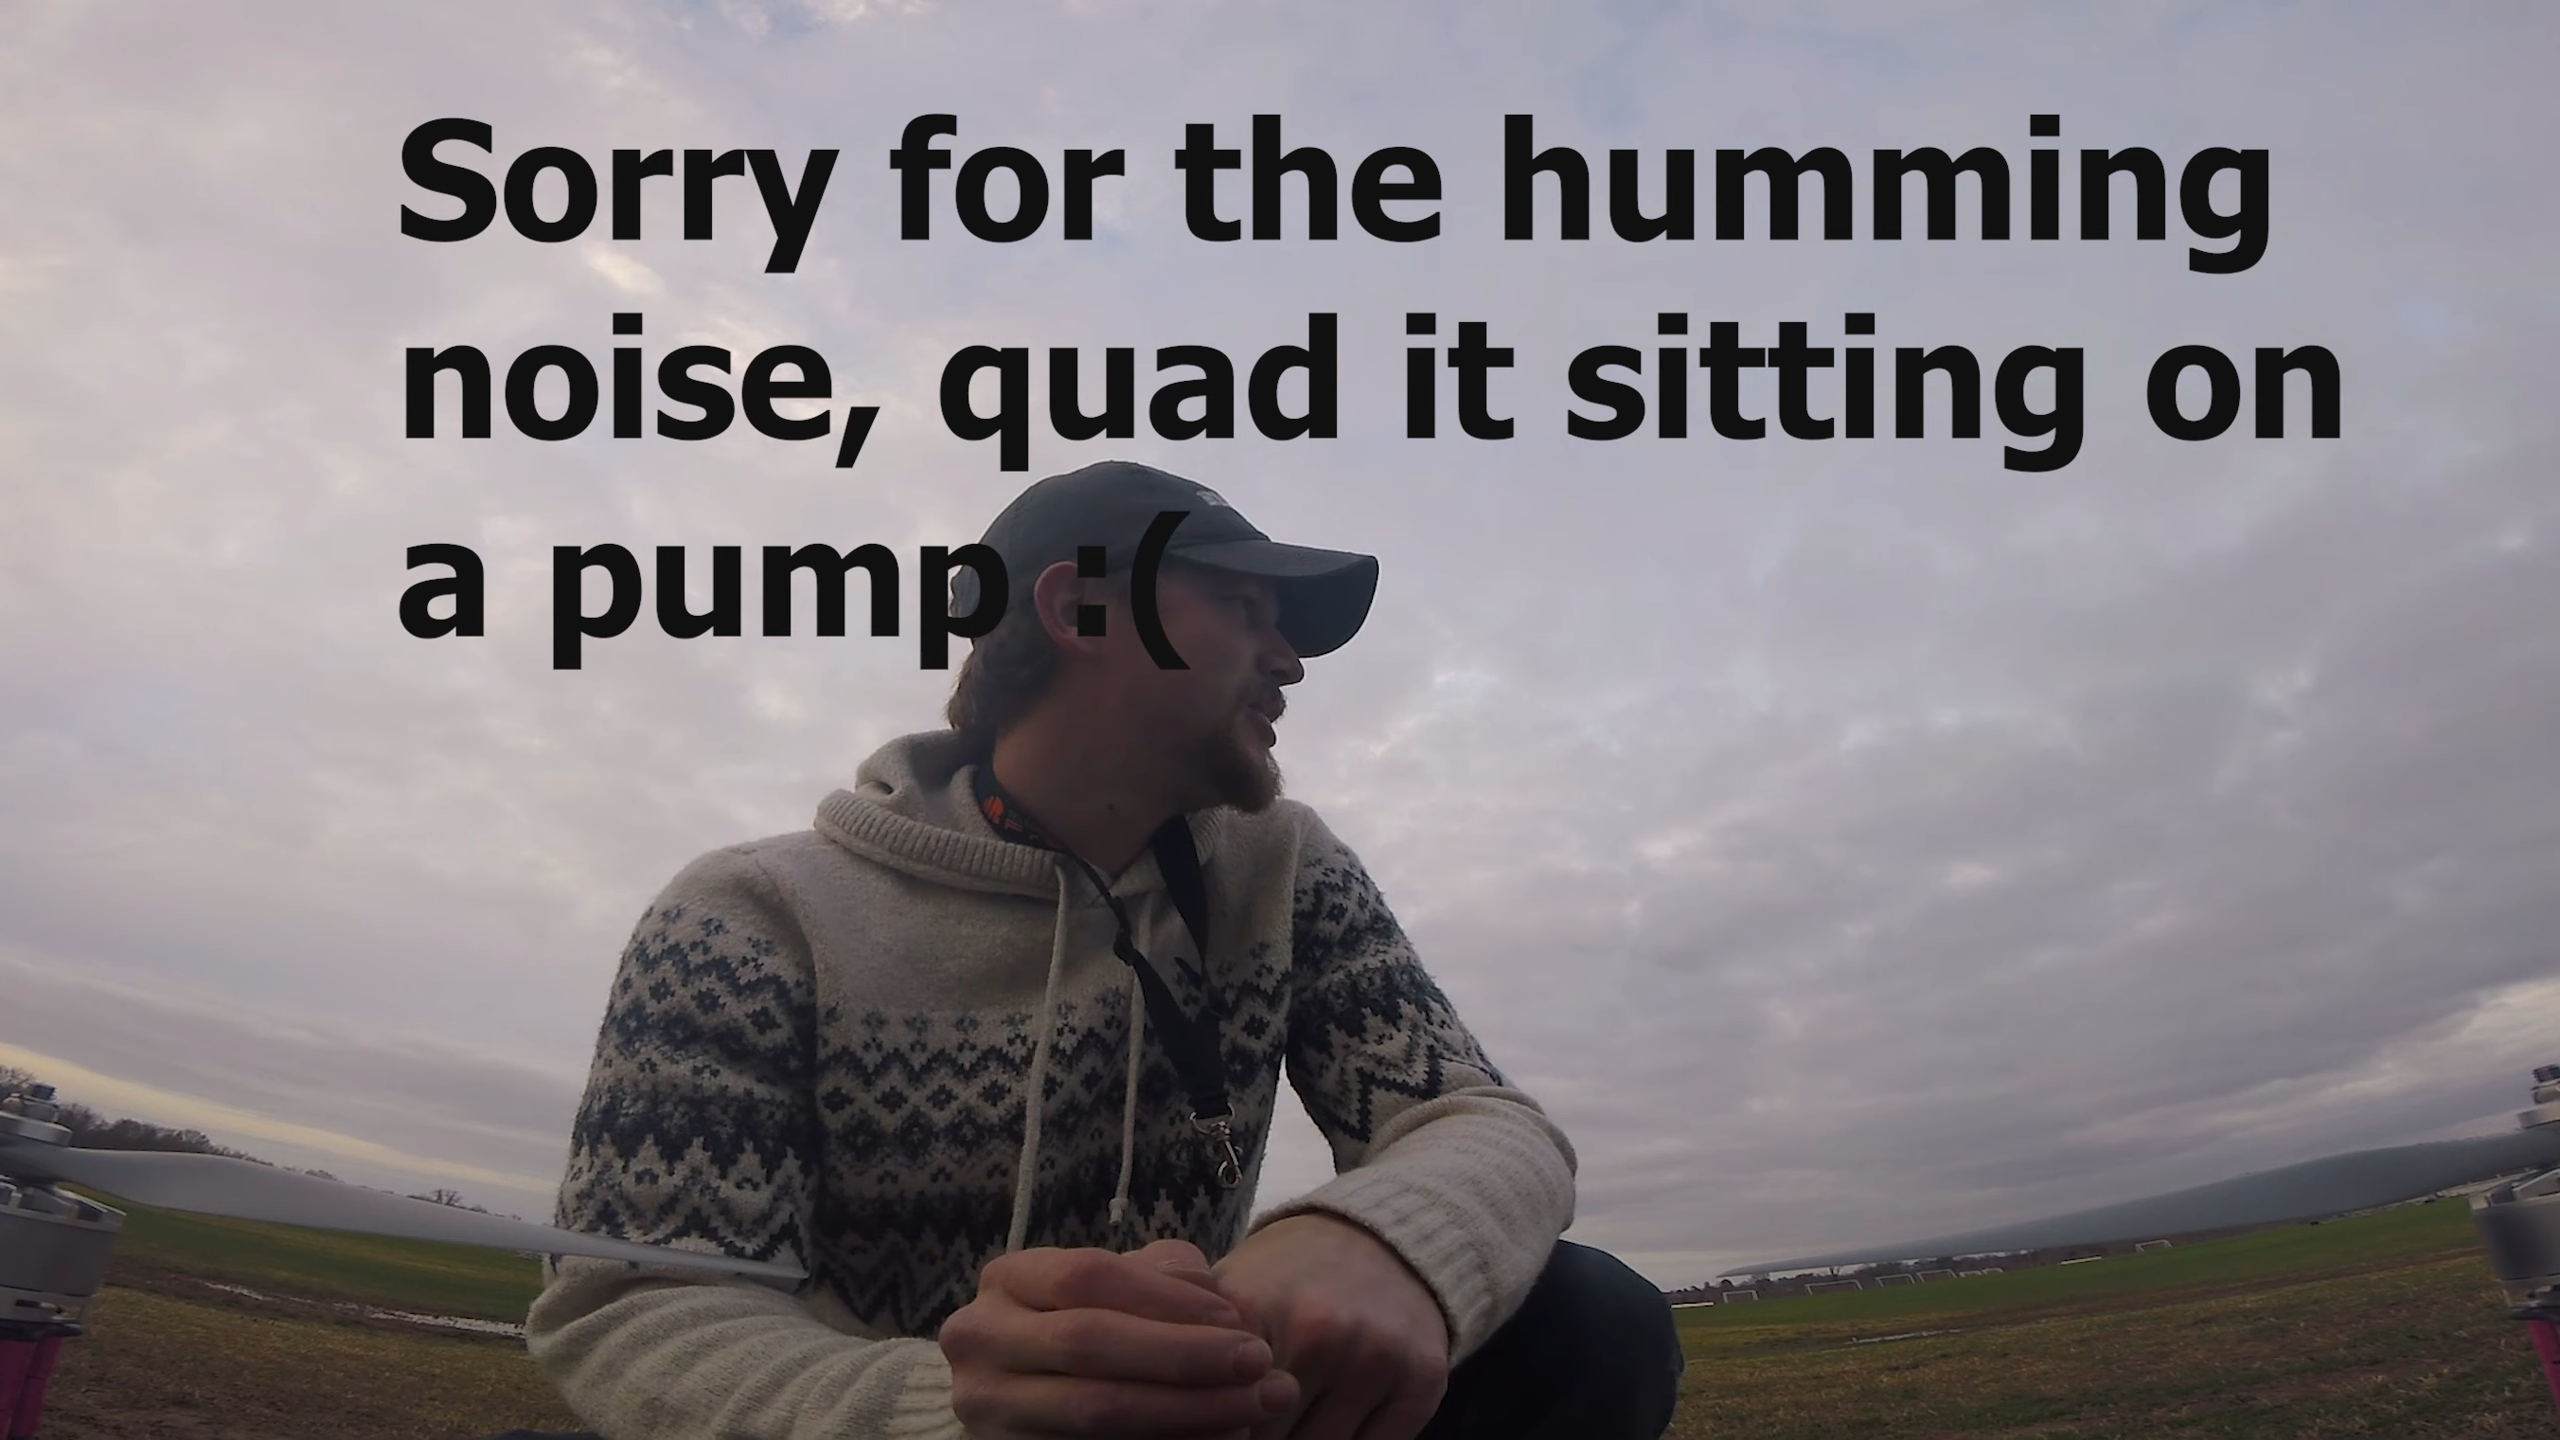 Sorry for the humming
noise, quad it sitting on
a pump :(